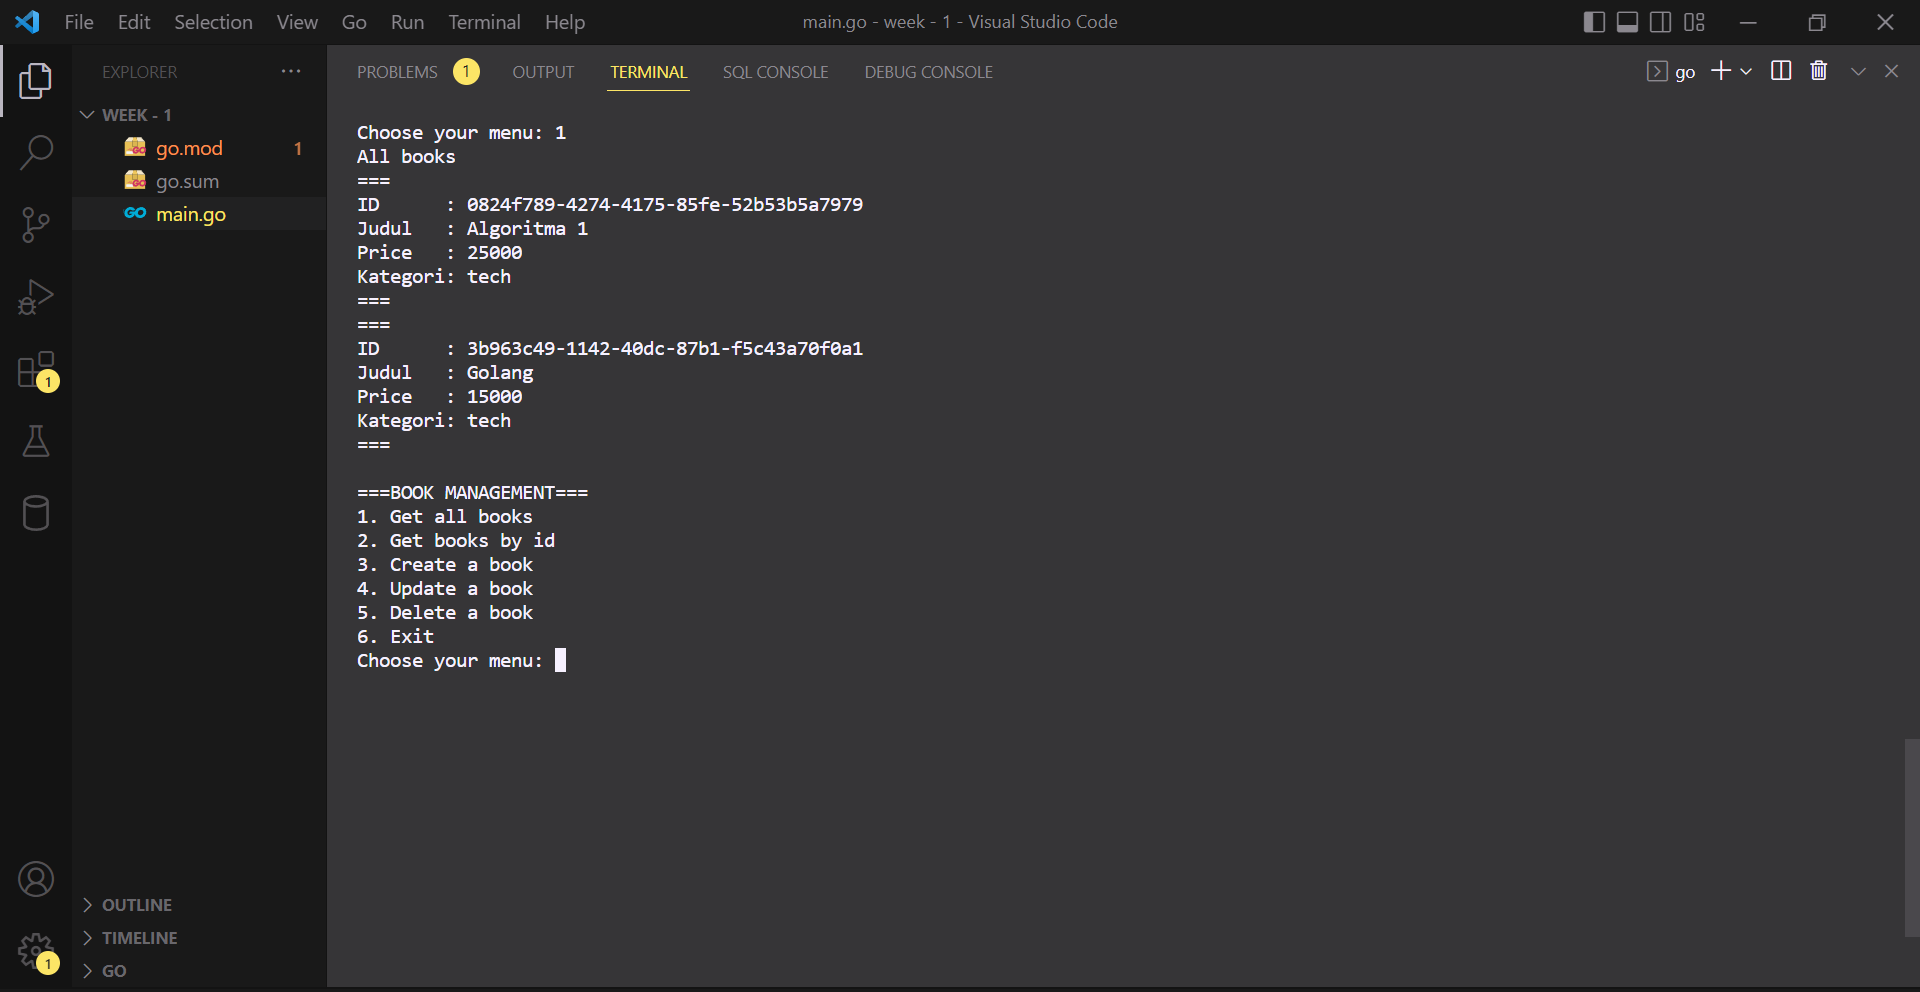 File Edit Selection View Go Run Terminal Help main.go - week - 1 - Visual Studio Code
EXPLORER
WEEK - 1
go.mod 1
go.sum
GO main.go
OUTLINE
TIMELINE
GO
1
1
PROBLEMS 1 OUTPUT TERMINAL SQL CONSOLE DEBUG CONSOLE go
Choose your menu: 1
All books
===
ID      : 0824f789-4274-4175-85fe-52b53b5a7979
Judul   : Algoritma 1
Price   : 25000
Kategori: tech
===
===
ID      : 3b963c49-1142-40dc-87b1-f5c43a70f0a1
Judul   : Golang
Price   : 15000
Kategori: tech
===
===BOOK MANAGEMENT===
1. Get all books
2. Get books by id
3. Create a book
4. Update a book
5. Delete a book
6. Exit
Choose your menu: